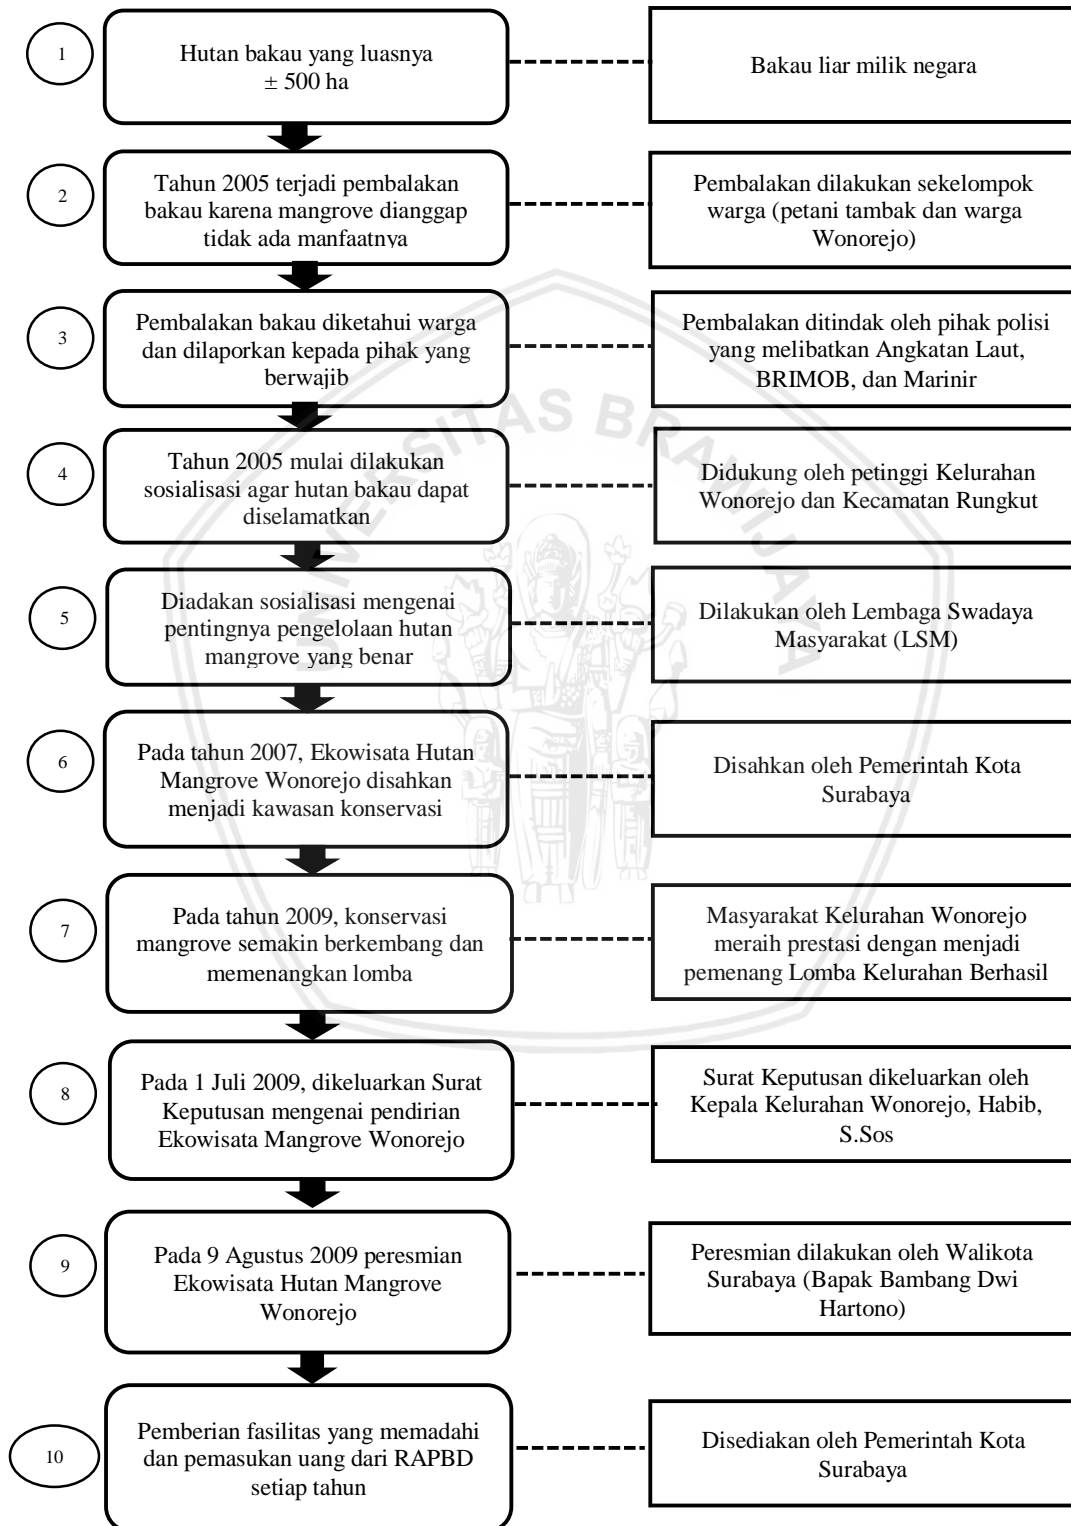 1
Hutan bakau yang luasnya
± 500 ha
Bakau liar milik negara
2
Tahun 2005 terjadi pembalakan
bakau karena mangrove dianggap
tidak ada manfaatnya
Pembalakan dilakukan sekelompok
warga (petani tambak dan warga
Wonorejo)
3
Pembalakan bakau diketahui warga
dan dilaporkan kepada pihak yang
berwajib
Pembalakan ditindak oleh pihak polisi
yang melibatkan Angkatan Laut,
BRIMOB, dan Marinir
4
Tahun 2005 mulai dilakukan
sosialisasi agar hutan bakau dapat
diselamatkan
Didukung oleh petinggi Kelurahan
Wonorejo dan Kecamatan Rungkut
5
Diadakan sosialisasi mengenai
pentingnya pengelolaan hutan
mangrove yang benar
Dilakukan oleh Lembaga Swadaya
Masyarakat (LSM)
6
Pada tahun 2007, Ekowisata Hutan
Mangrove Wonorejo disahkan
menjadi kawasan konservasi
Disahkan oleh Pemerintah Kota
Surabaya
7
Pada tahun 2009, konservasi
mangrove semakin berkembang dan
memenangkan lomba
Masyarakat Kelurahan Wonorejo
meraih prestasi dengan menjadi
pemenang Lomba Kelurahan Berhasil
8
Pada 1 Juli 2009, dikeluarkan Surat
Keputusan mengenai pendirian
Ekowisata Mangrove Wonorejo
Surat Keputusan dikeluarkan oleh
Kepala Kelurahan Wonorejo, Habib,
S.Sos
9
Pada 9 Agustus 2009 peresmian
Ekowisata Hutan Mangrove
Wonorejo
Peresmian dilakukan oleh Walikota
Surabaya (Bapak Bambang Dwi
Hartono)
10
Pemberian fasilitas yang memadahi
dan pemasukan uang dari RAPBD
setiap tahun
Disediakan oleh Pemerintah Kota
Surabaya
UNIVERSITAS BRAWIJAYA